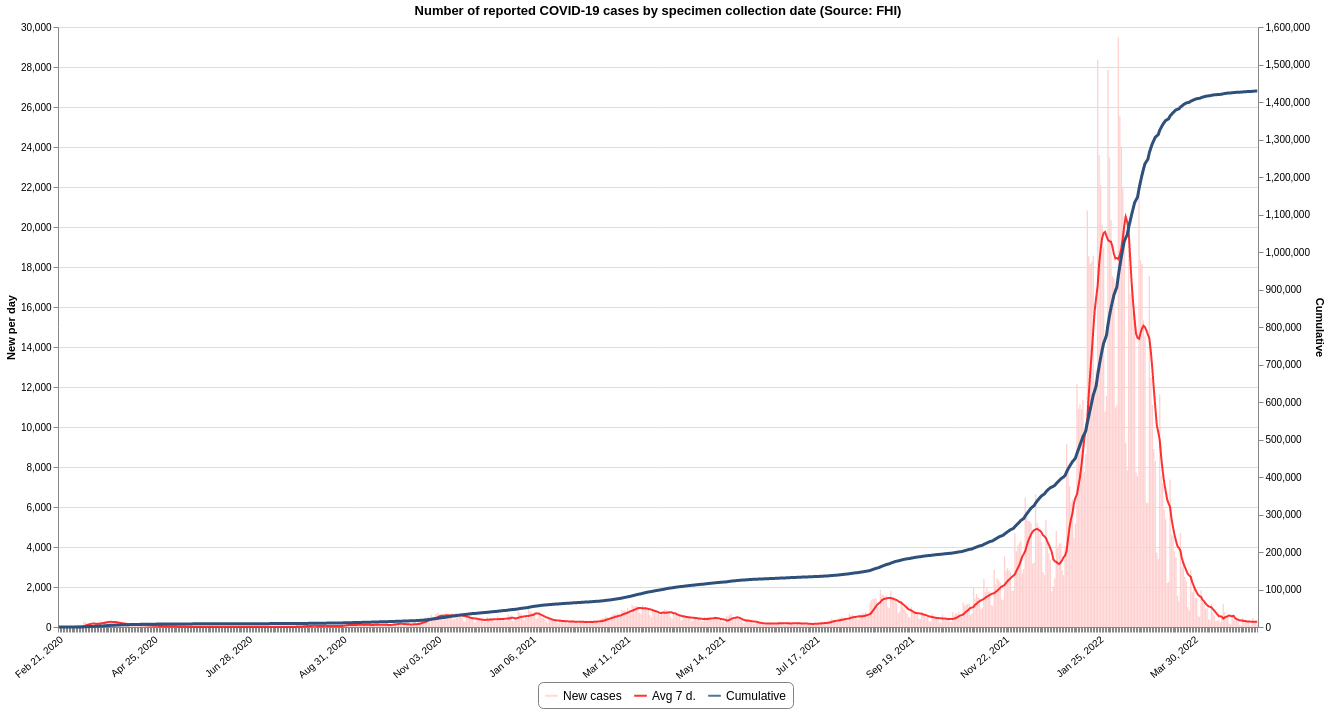 Number of reported COVID-19 cases by specimen collection date (Source: FHI)
30,000
28,000
26,000
24,000
22,000
20,000
18,000
16,000
14,000
12,000
10,000
8,000
6,000
4,000
2,000
0
New per day
1,600,000
1,500,000
1,400,000
1,300,000
1,200,000
1,100,000
1,000,000
900,000
800,000
700,000
600,000
500,000
400,000
300,000
200,000
100,000
0
Cumulative
Feb 21, 2020
Apr 25, 2020
Jun 28, 2020
Aug 31, 2020
Nov 03, 2020
Jan 06, 2021
Mar 11, 2021
May 14, 2021
Jul 17, 2021
Sep 19, 2021
Nov 22, 2021
Jan 25, 2022
Mar 30, 2022
New cases Avg 7 d. Cumulative